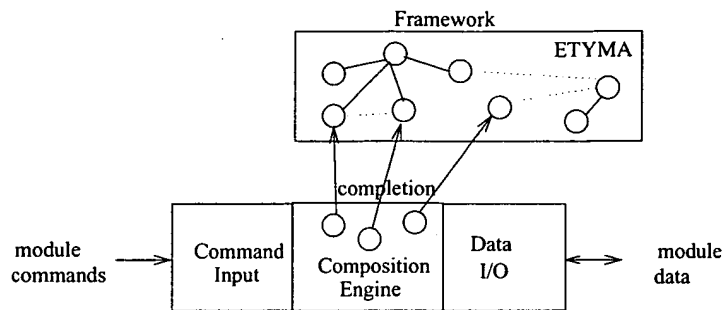 Framework
ETYMA
completion
module
commands
Command
Input
Composition
Engine
Data
I/O
module
data